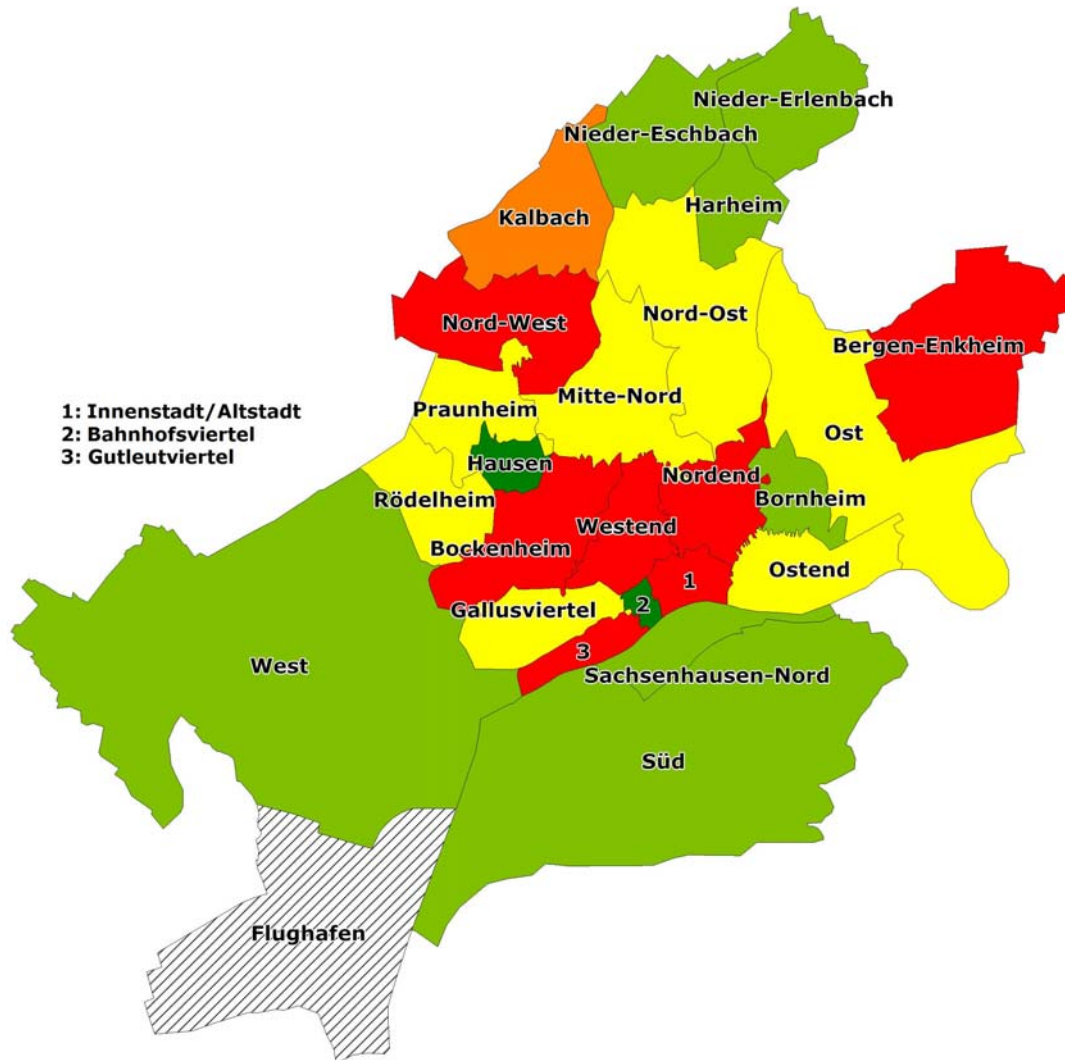 Nieder-Erlenbach
Nieder-Eschbach
Harheim
Kalbach
Nord-Ost
Nord-West
Bergen-Enkheim
Mitte-Nord
1: Innenstadt/Altstadt
2: Bahnhofsviertel
3: Gutleutviertel
Praunheim
Ost
Hausen
Nordend
Rödelheim
Bornheim
Westend
Bockenheim
Ostend
1
2
Gallusviertel
3
West
Sachsenhausen-Nord
Süd
Flughafen